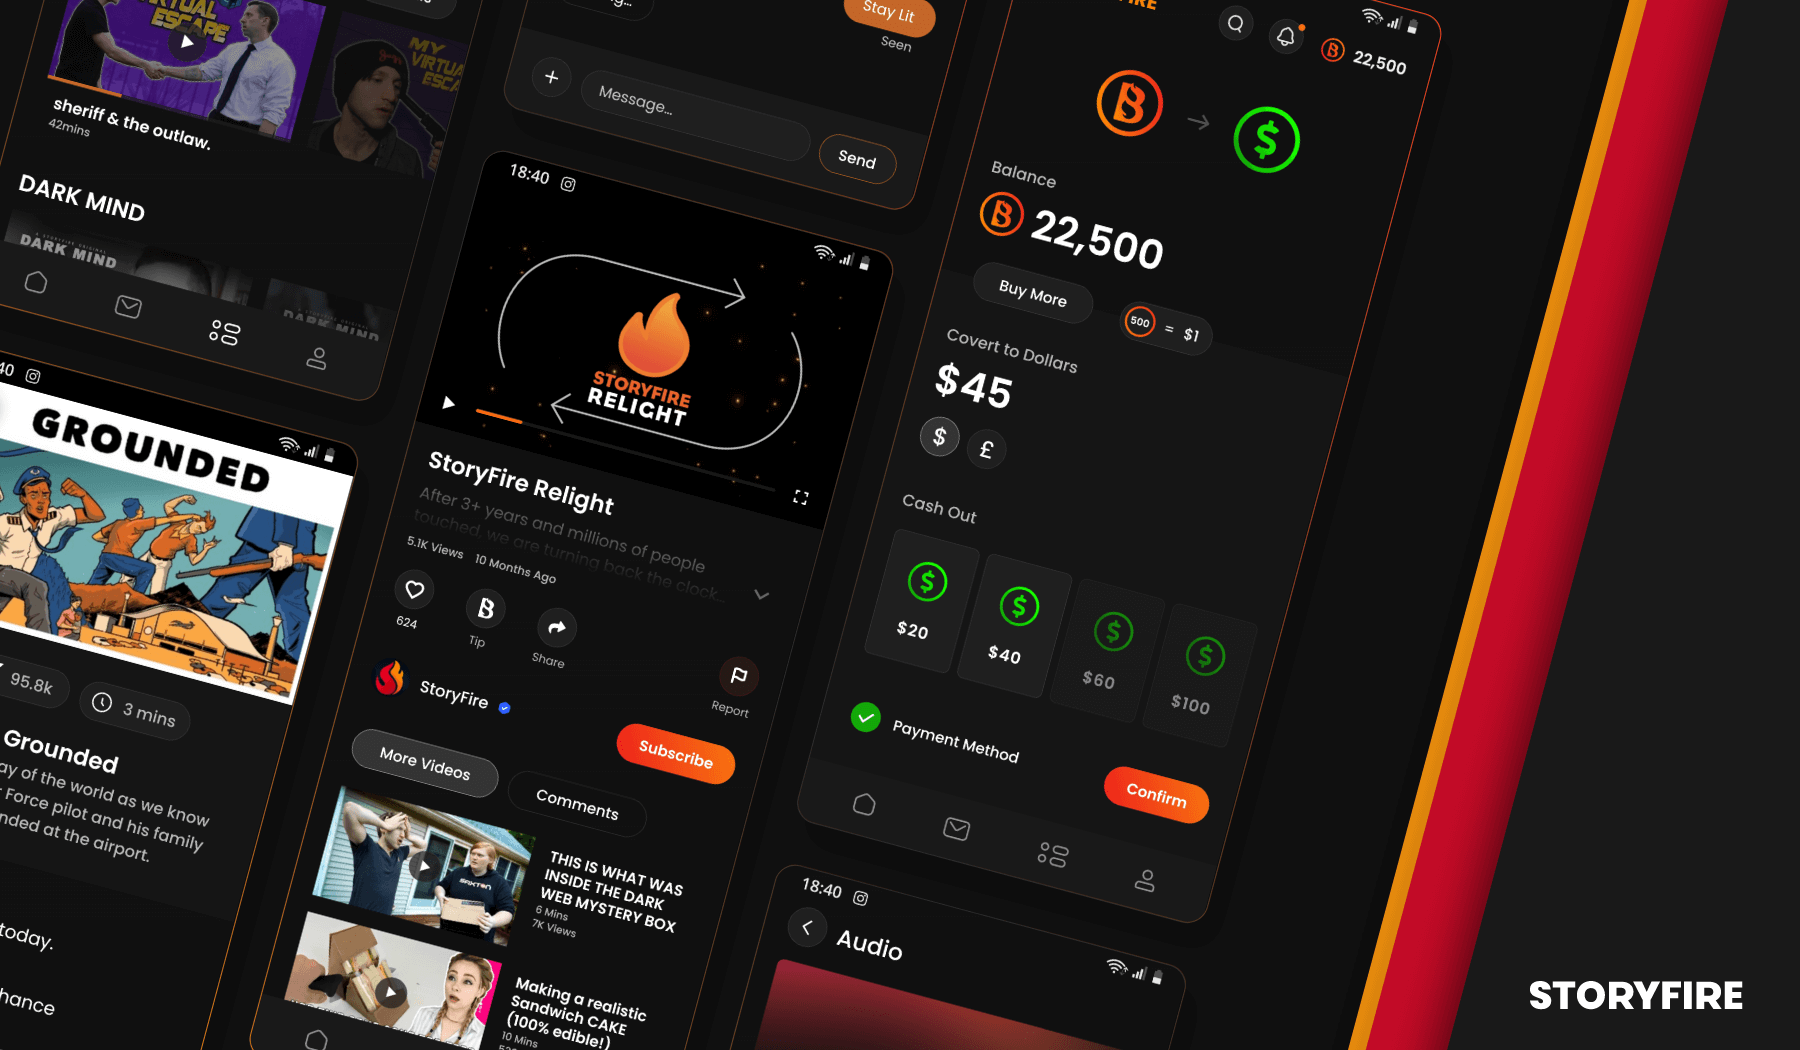 VIRTUAL
ESCAPE
sheriff & the outlaw.
42mins
MY
VIRTUA
ESCA
DARK MIND
A STORYFIRE ORIGINAL
DARK MIND
DARK MIND
Stay Lit
Seen
Message...
Send
22,500
Balance
22,500
Buy More
500 = $1
Covert to Dollars
$45
$ £
Cash Out
$20
$40
$60
$100
Payment Method
Confirm
18:40
STORYFIRE
RELIGHT
StoryFire Relight
After 3+ years and millions of people
touched, we are turning back the clock...
5.1K Views 10 Months Ago
624
Tip
Share
Report
StoryFire
Subscribe
More Videos
Comments
SAXTON
THIS IS WHAT WAS
INSIDE THE DARK
WEB MYSTERY BOX
6 Mins
7K Views
Making a realistic
Sandwich CAKE
(100% edible!)
10 Mins
:40
GROUNDED
95.8k
3 mins
Grounded
ay of the world as we know
Force pilot and his family
nded at the airport.
today.
hance
18:40
Audio
STORYFIRE